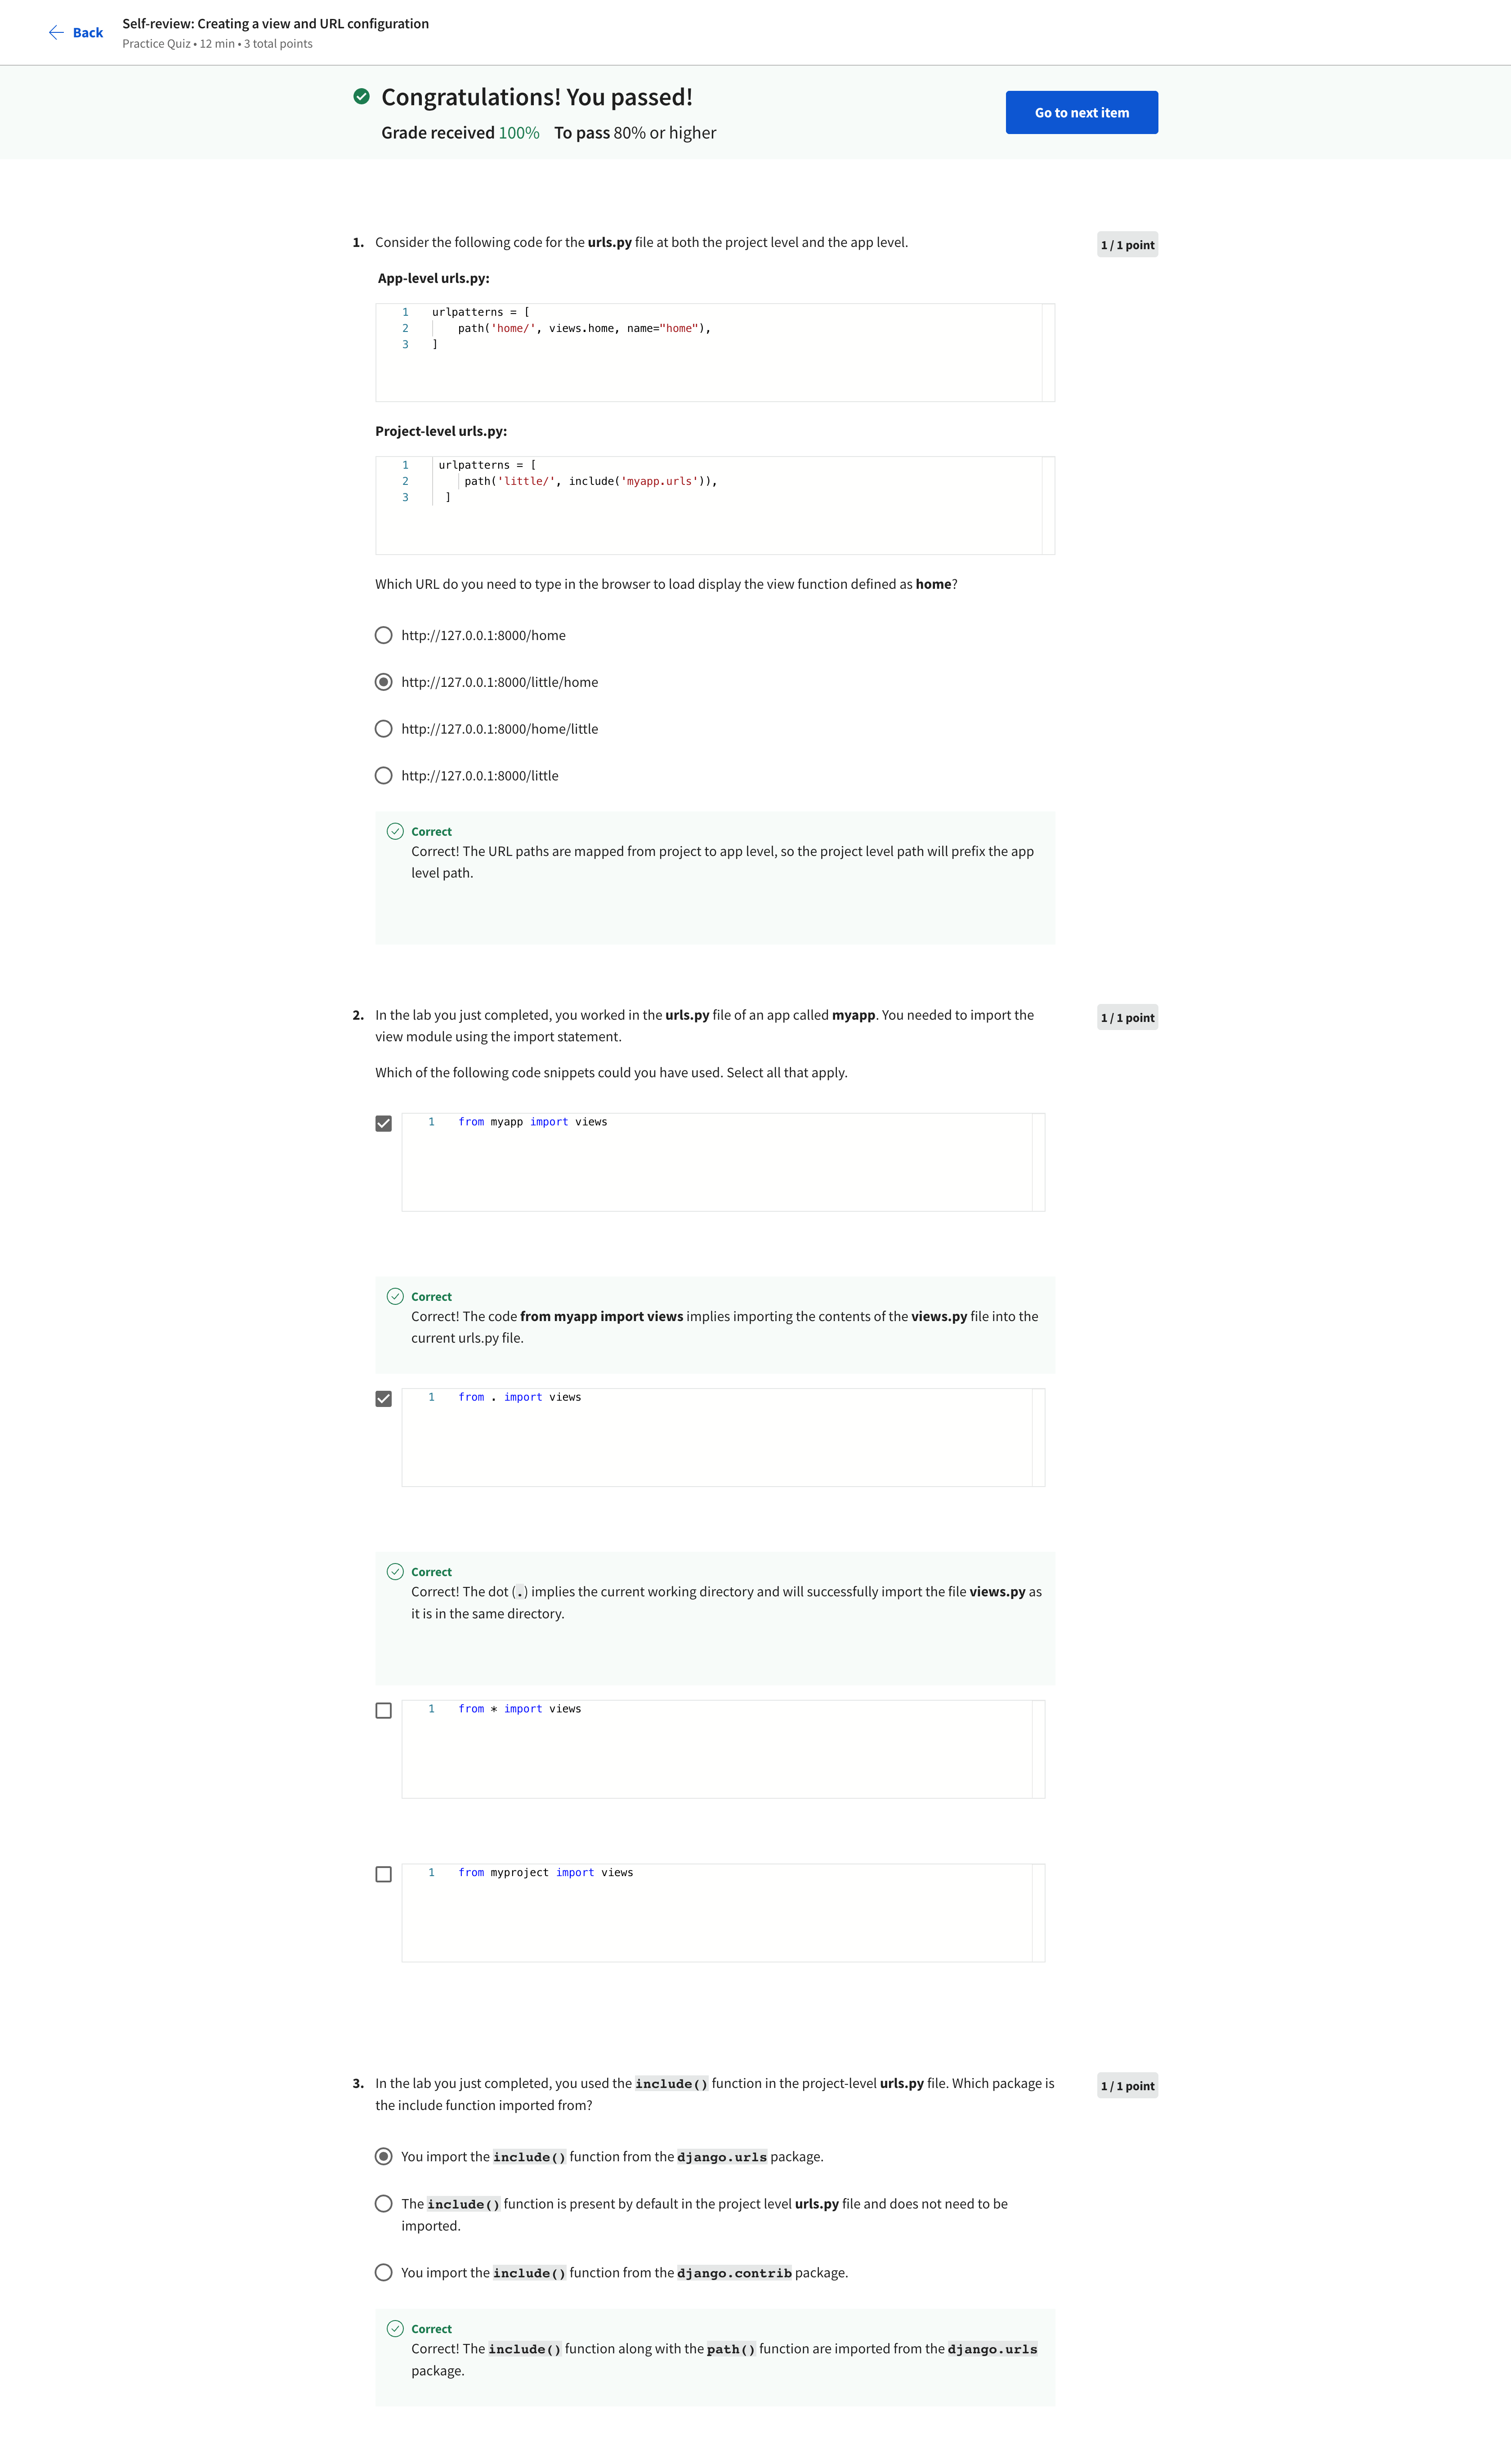 Back
Self-review: Creating a view and URL configuration
Practice Quiz • 12 min • 3 total points
Congratulations! You passed!
Grade received 100% To pass 80% or higher
Go to next item
1. Consider the following code for the urls.py file at both the project level and the app level.
1 / 1 point
App-level urls.py:
1 urlpatterns = [
2 path('home/', views.home, name="home"),
3 ]
Project-level urls.py:
1 urlpatterns = [
2 path('little/', include('myapp.urls')),
3 ]
Which URL do you need to type in the browser to load display the view function defined as home?
http://127.0.0.1:8000/home
http://127.0.0.1:8000/little/home
http://127.0.0.1:8000/home/little
http://127.0.0.1:8000/little
Correct
Correct! The URL paths are mapped from project to app level, so the project level path will prefix the app
level path.
2. In the lab you just completed, you worked in the urls.py file of an app called myapp. You needed to import the
view module using the import statement.
1 / 1 point
Which of the following code snippets could you have used. Select all that apply.
1 from myapp import views
Correct
Correct! The code from myapp import views implies importing the contents of the views.py file into the
current urls.py file.
1 from . import views
Correct
Correct! The dot (.) implies the current working directory and will successfully import the file views.py as
it is in the same directory.
1 from * import views
1 from myproject import views
3. In the lab you just completed, you used the include() function in the project-level urls.py file. Which package is
the include function imported from?
1 / 1 point
You import the include() function from the django.urls package.
The include() function is present by default in the project level urls.py file and does not need to be
imported.
You import the include() function from the django.contrib package.
Correct
Correct! The include() function along with the path() function are imported from the django.urls
package.